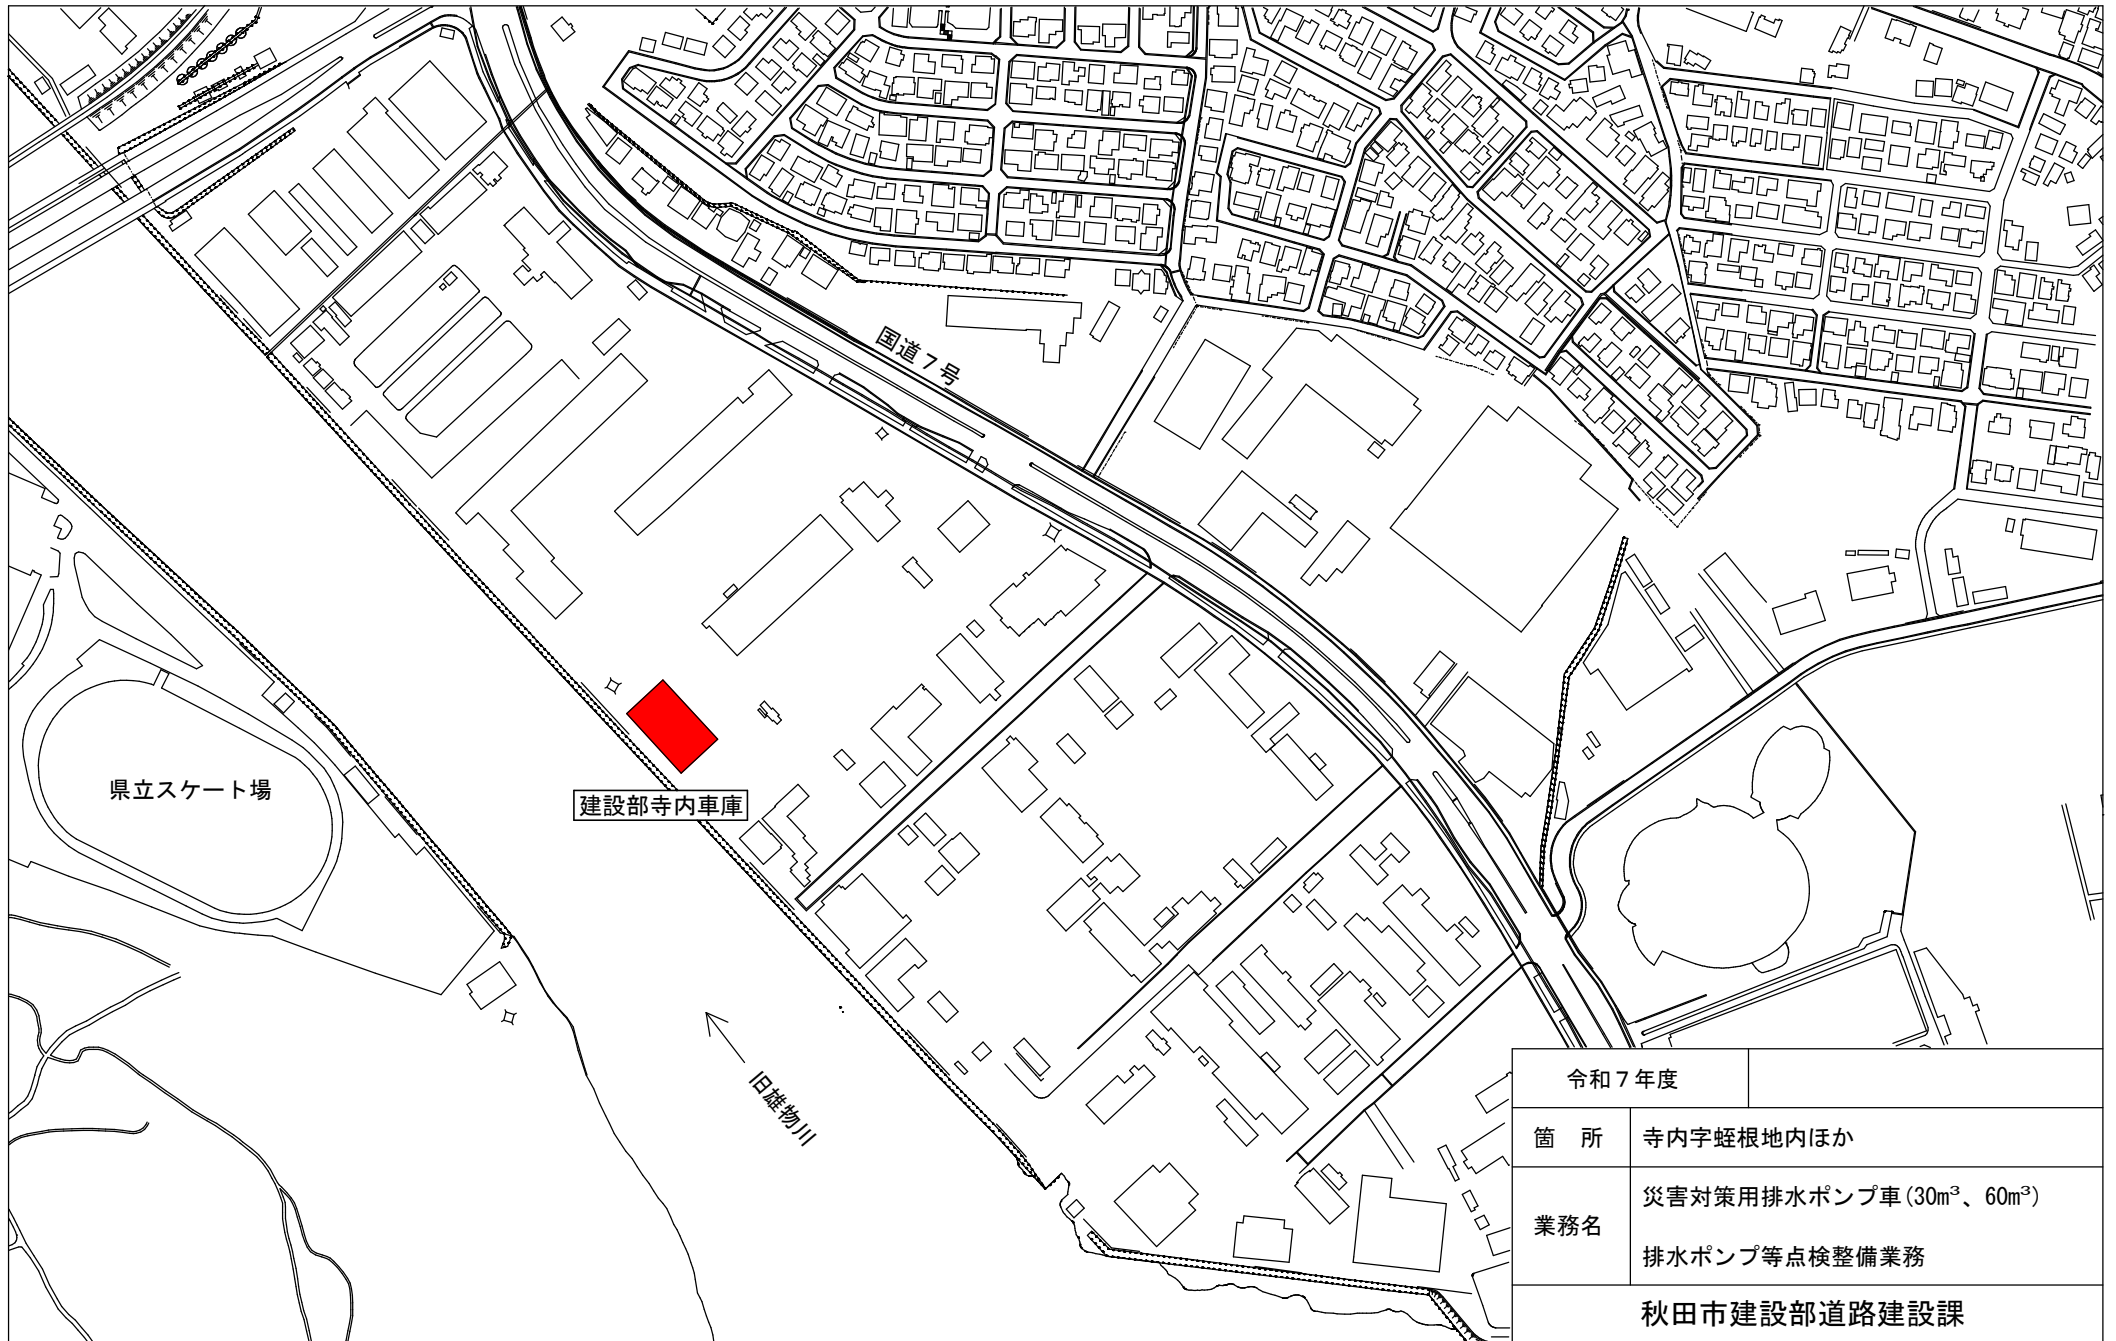 国道７号
県立スケート場
建設部寺内車庫
旧雄物川
令和７年度
箇　所
寺内字蛭根地内ほか
業務名
災害対策用排水ポンプ車(30m³、60m³)
排水ポンプ等点検整備業務
秋田市建設部道路建設課